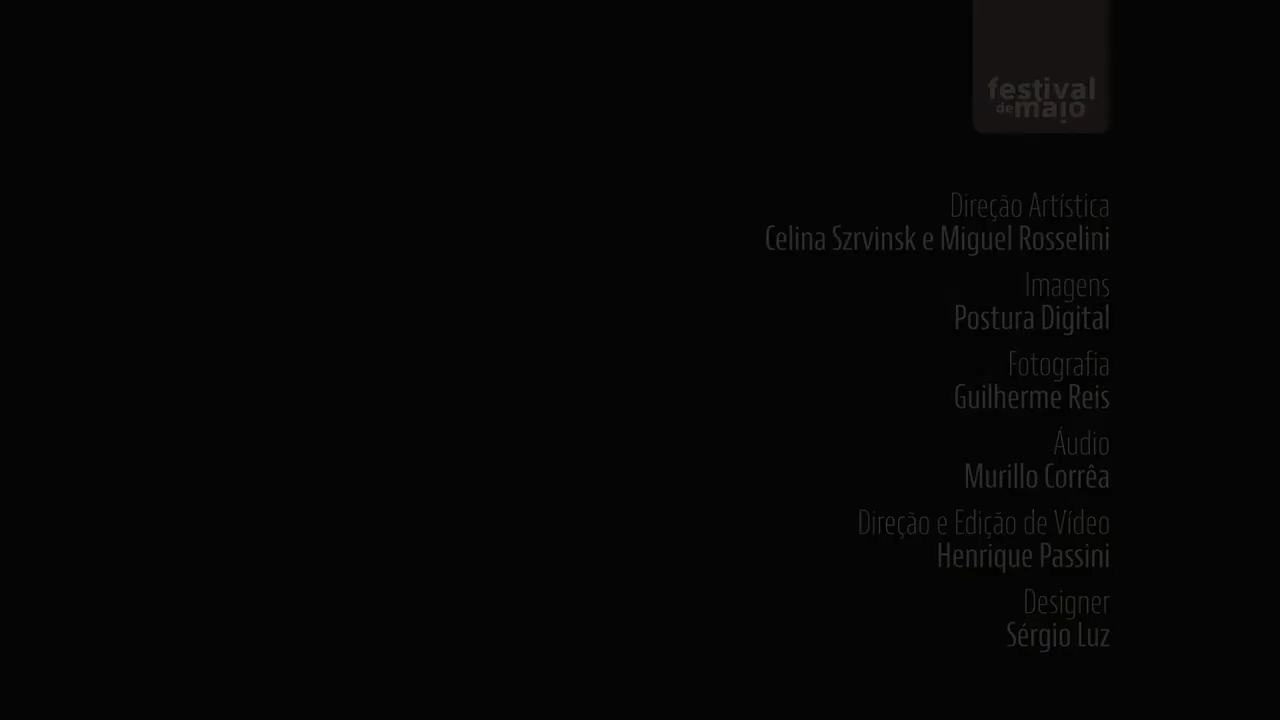 festival
de maio
Direção Artística
Celina Szrvinsk e Miguel Rosselini
Imagens
Postura Digital
Fotografia
Guilherme Reis
Áudio
Murillo Corrêa
Direção e Edição de Vídeo
Henrique Passini
Designer
Sérgio Luz